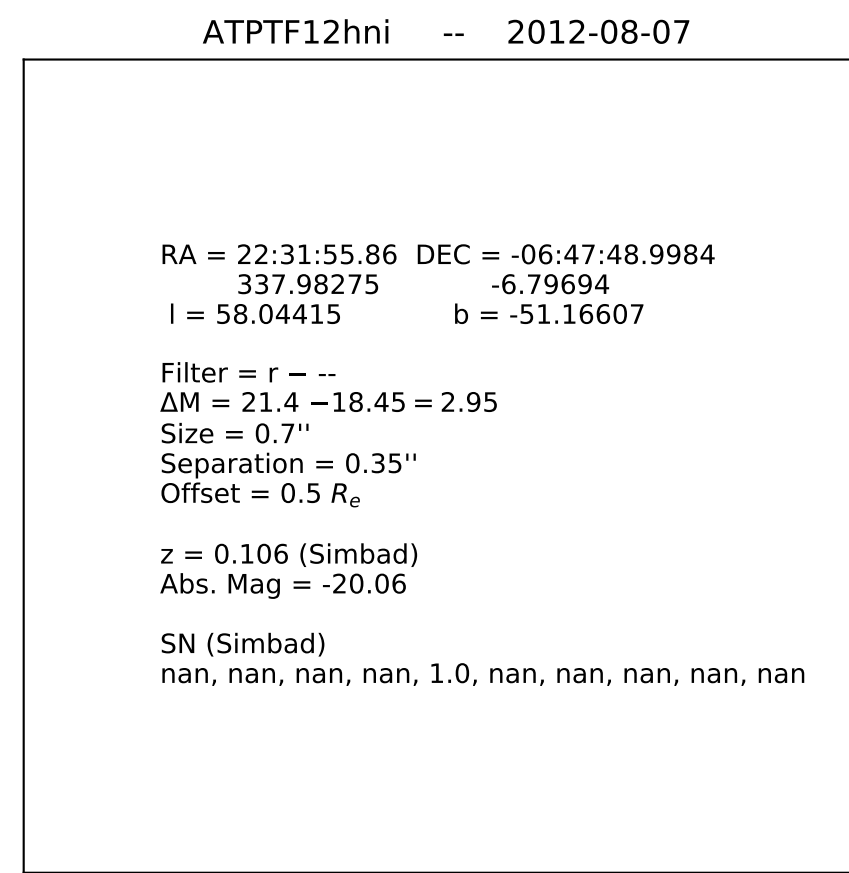 ATPTF12hni -- 2012-08-07
RA = 22:31:55.86 DEC = -06:47:48.9984
337.98275 -6.79694
l = 58.04415 b = -51.16607
Filter = r − --
ΔM = 21.4 −18.45 = 2.95
Size = 0.7''
Separation = 0.35''
Offset = 0.5 Rₑ
z = 0.106 (Simbad)
Abs. Mag = -20.06
SN (Simbad)
nan, nan, nan, nan, 1.0, nan, nan, nan, nan, nan